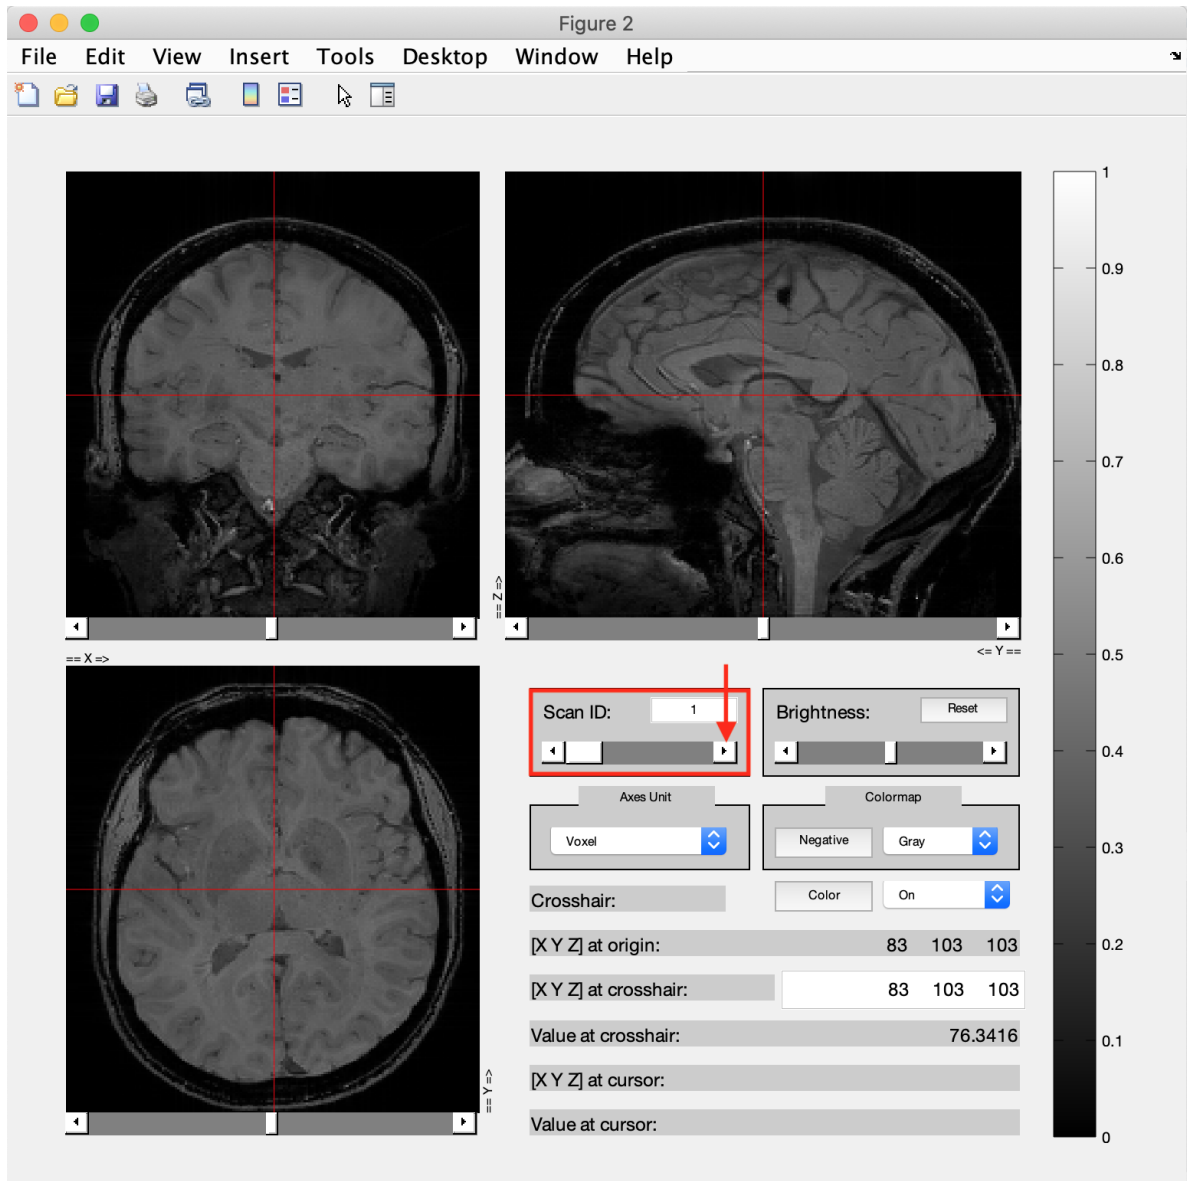 Figure 2
File Edit View Insert Tools Desktop Window Help
== Z =>
<= Y ==
== X =>
== Y =>
Scan ID: 1
Brightness: Reset
Axes Unit
Voxel
Colormap
Negative Gray
Crosshair: Color On
[X Y Z] at origin: 83 103 103
[X Y Z] at crosshair: 83 103 103
Value at crosshair: 76.3416
[X Y Z] at cursor:
Value at cursor:
1
0.9
0.8
0.7
0.6
0.5
0.4
0.3
0.2
0.1
0